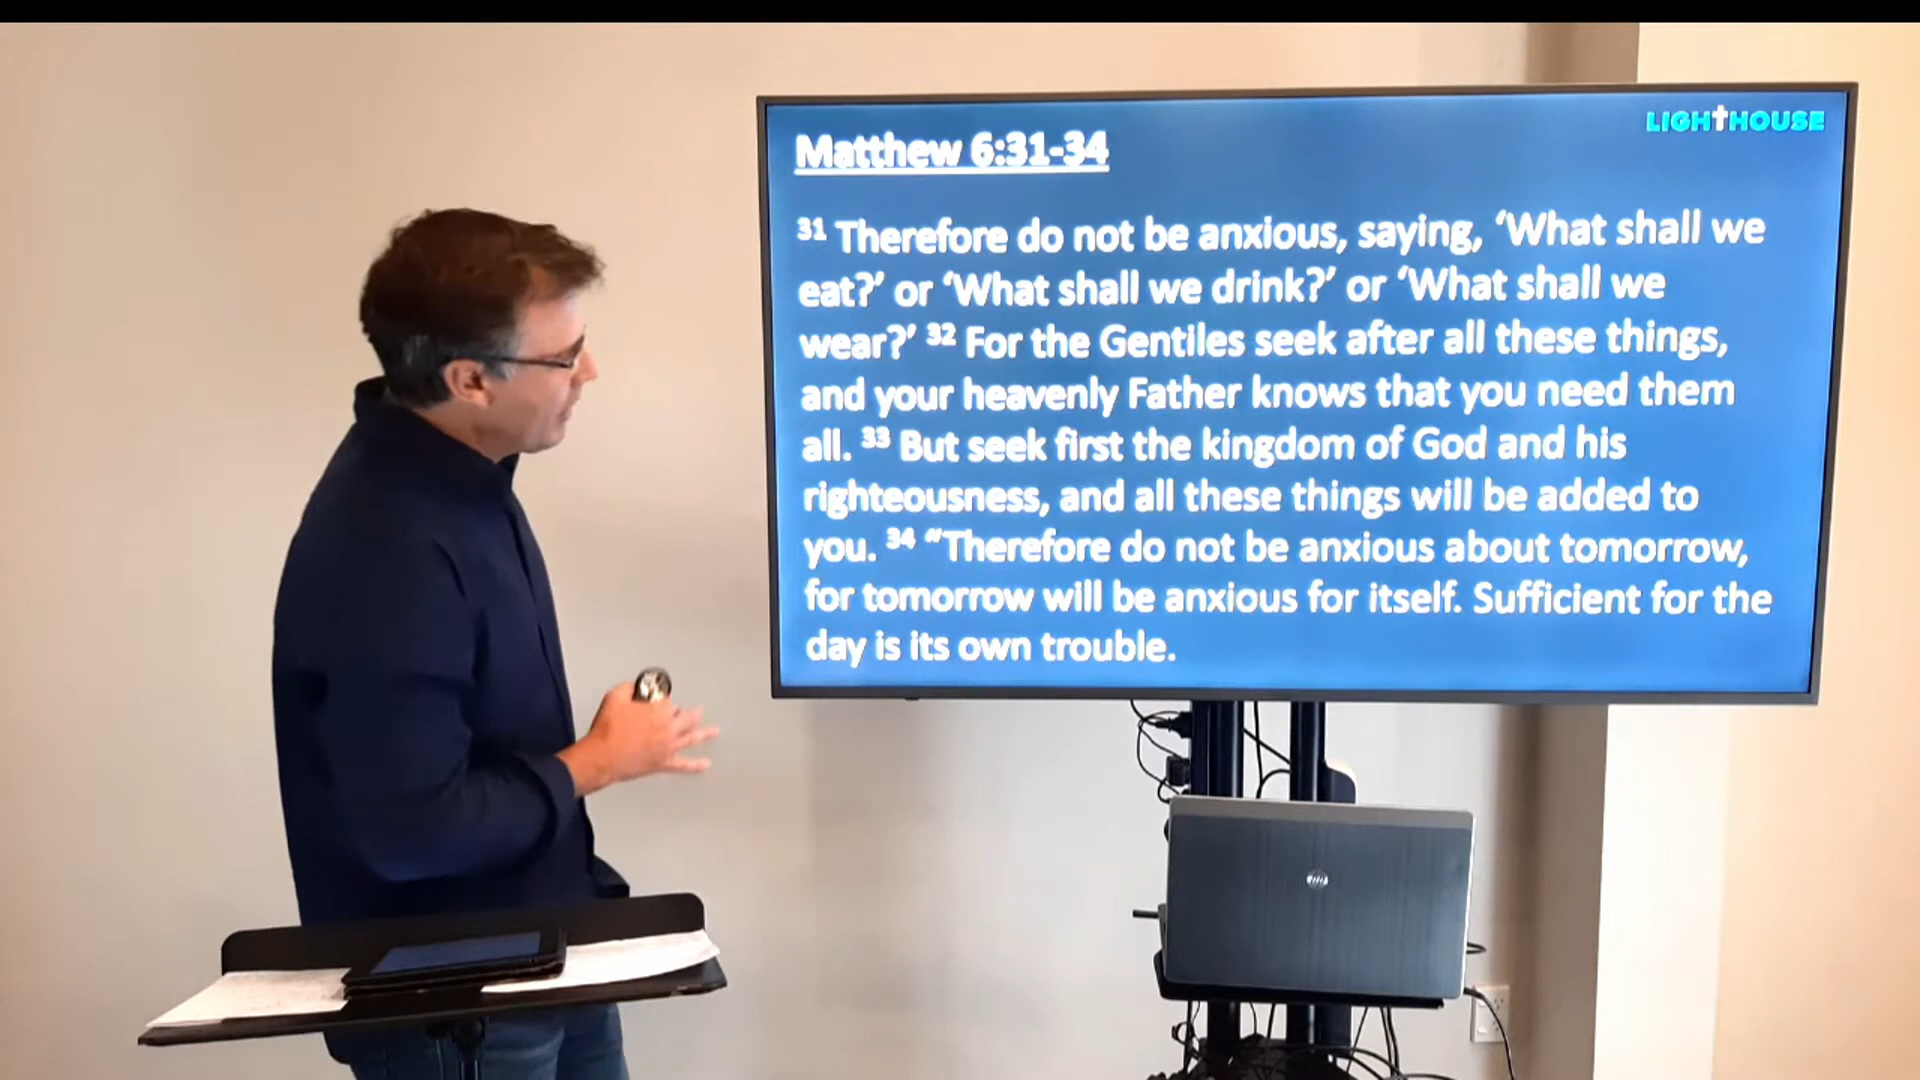 LIGHTHOUSE
Matthew 6:31-34
31 Therefore do not be anxious, saying, ‘What shall we
eat?’ or ‘What shall we drink?’ or ‘What shall we
wear?’ 32 For the Gentiles seek after all these things,
and your heavenly Father knows that you need them
all. 33 But seek first the kingdom of God and his
righteousness, and all these things will be added to
you. 34 “Therefore do not be anxious about tomorrow,
for tomorrow will be anxious for itself. Sufficient for the
day is its own trouble.
hp